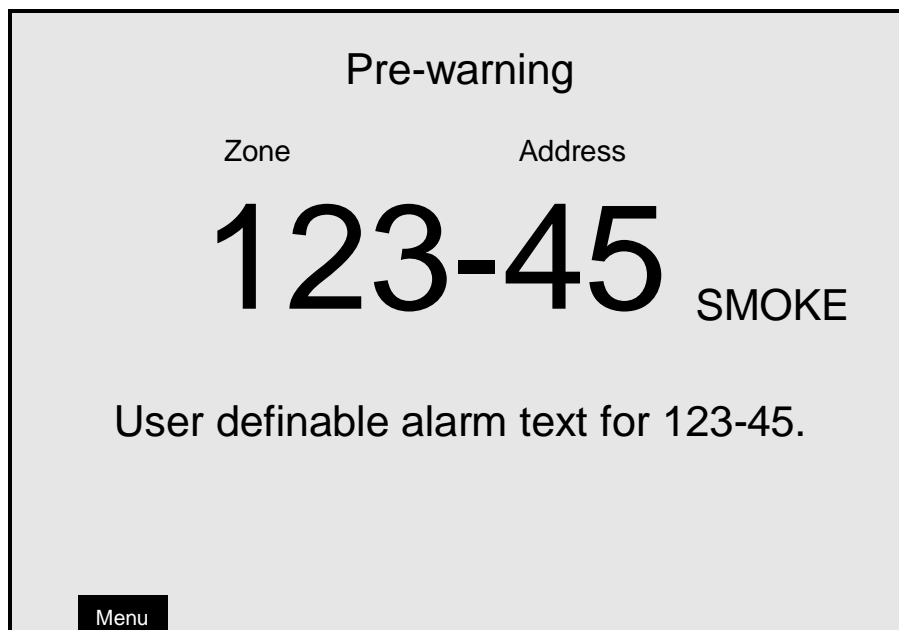 Pre-warning
Zone Address
123-45 SMOKE
User definable alarm text for 123-45.
Menu